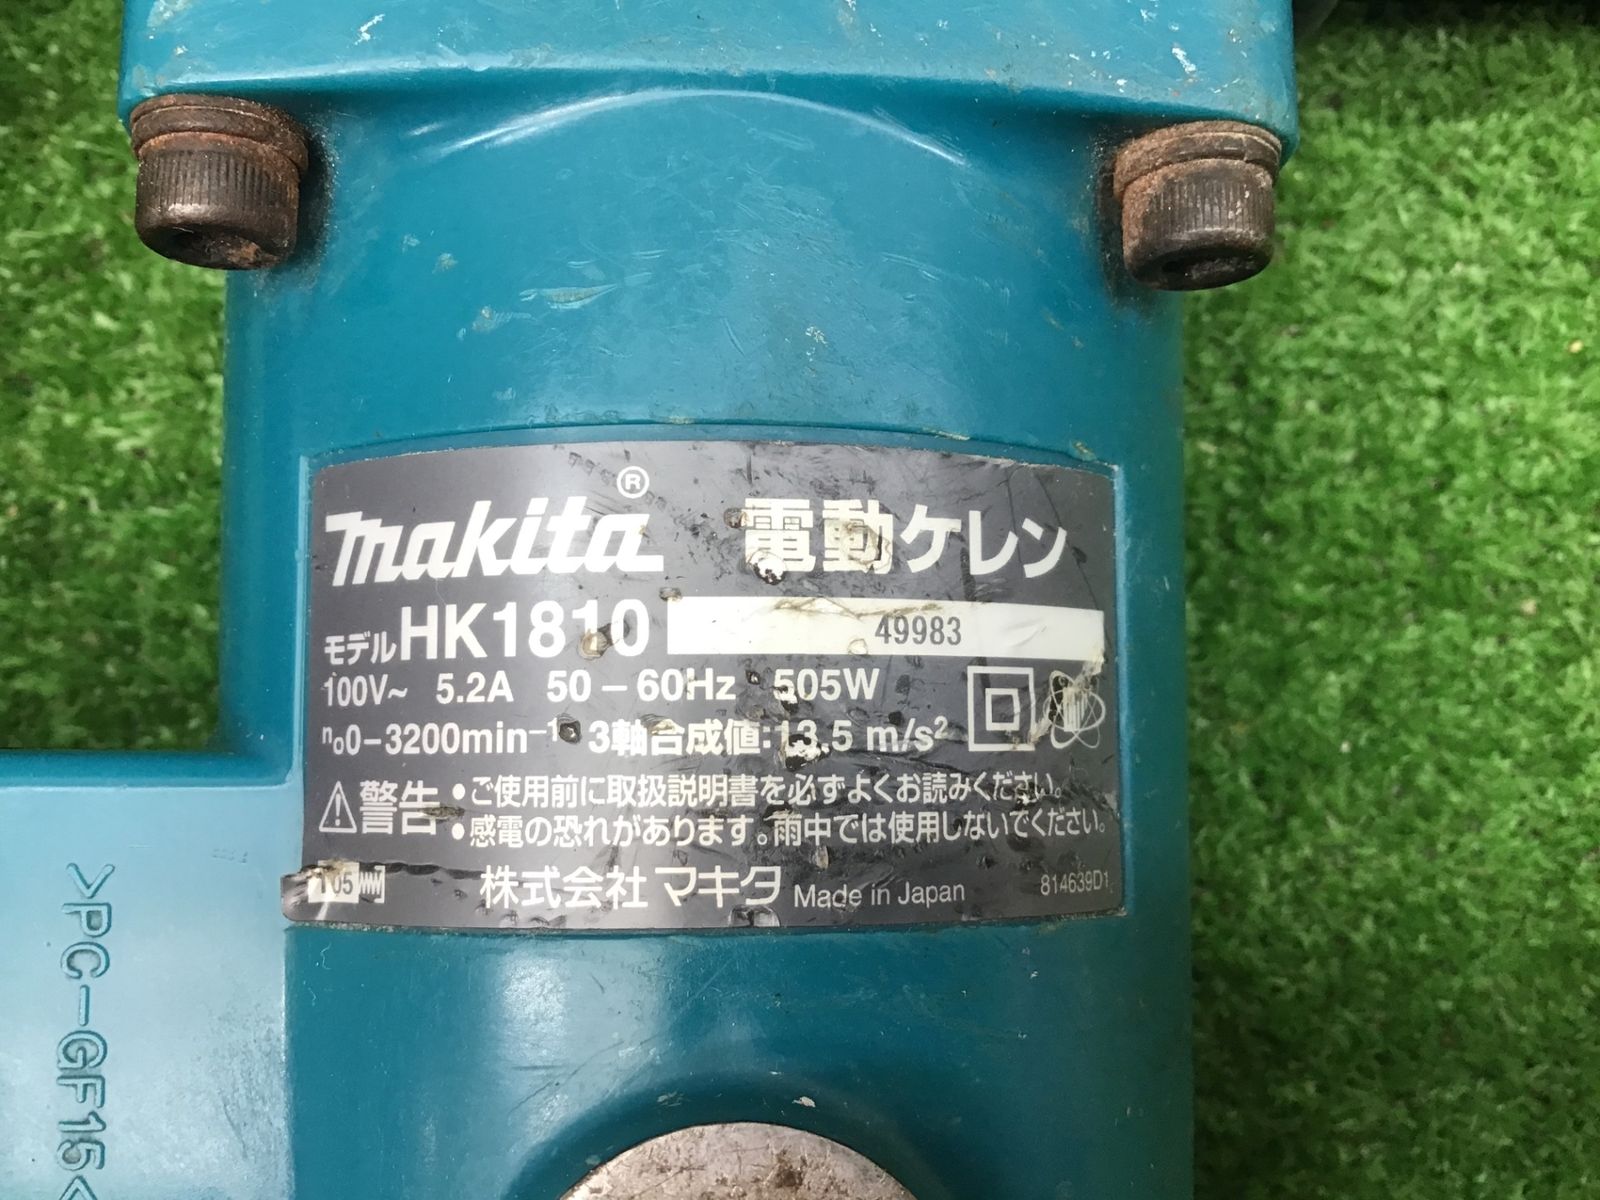 makita® 電動ケレン
モデル HK1810 49983
100V~ 5.2A 50-60Hz 505W
n₀0-3200min⁻¹ 3軸合成値:13.5 m/s²
警告 • ご使用前に取扱説明書を必ずよくお読みください。
• 感電の恐れがあります。雨中では使用しないでください。
105
株式会社 マキタ Made in Japan 814639D1
>PC-GF15<